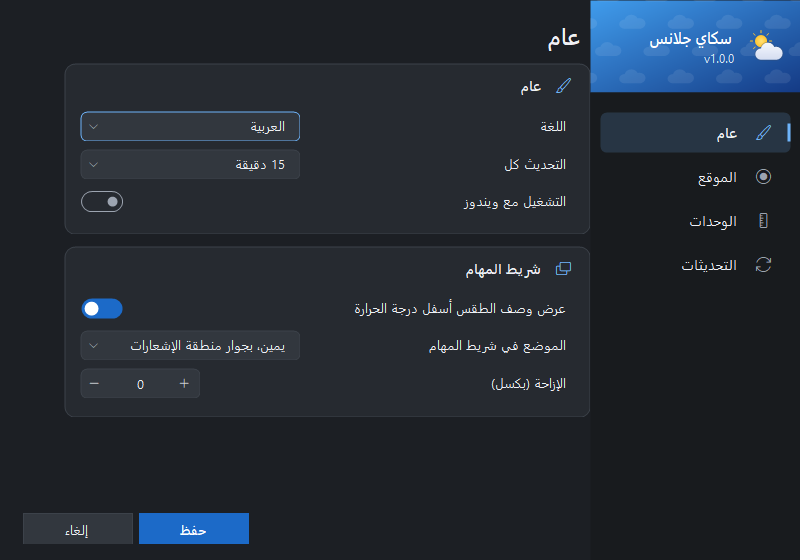 سكاي جلانس
v1.0.0
عام
الموقع
الوحدات
التحديثات
عام
عام
اللغة
العربية
التحديث كل
15 دقيقة
التشغيل مع ويندوز
شريط المهام
عرض وصف الطقس أسفل درجة الحرارة
الموضع في شريط المهام
يمين، بجوار منطقة الإشعارات
الإزاحة (بكسل)
+ 0 −
حفظ
إلغاء